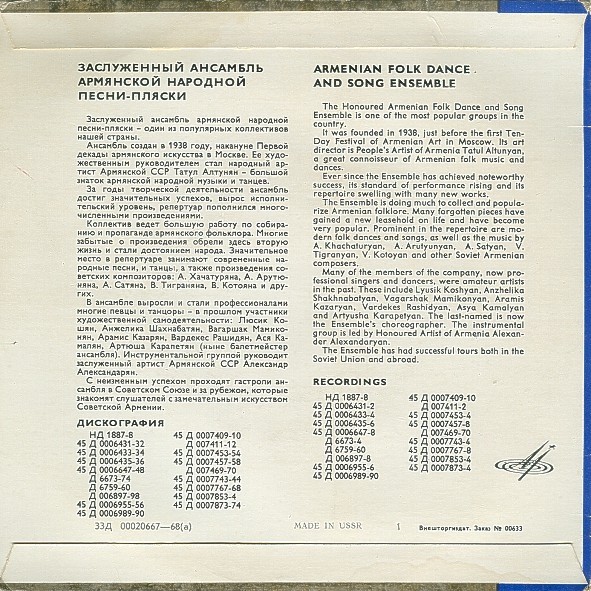 ЗАСЛУЖЕННЫЙ АНСАМБЛЬ
АРМЯНСКОЙ НАРОДНОЙ
ПЕСНИ-ПЛЯСКИ
Заслуженный ансамбль армянской народной
песни-пляски – один из популярных коллективов
нашей страны.
Ансамбль создан в 1938 году, накануне Первой
декады армянского искусства в Москве. Ее худо-
жественным руководителем стал народный ар-
тист Армянской ССР Татул Алтунян – большой
знаток армянской народной музыки и танцев.
За годы творческой деятельности ансамбль
достиг значительных успехов, вырос исполни-
тельский уровень, репертуар пополнился много-
численными произведениями.
Коллектив ведет большую работу по собира-
нию и пропаганде армянского фольклора. Многие
забытые о произведения обрели здесь вторую
жизнь и стали достоянием народа. Значительное
место в репертуаре занимают современные на-
родные песни, и танцы, а также произведения со-
ветских композиторов: А. Хачатуряна, А. Арутю-
няна, А. Сатяна, В. Тиграняна, В. Котояна и дру-
гих.
В ансамбле выросли и стали профессионалами
многие певцы и танцоры – в прошлом участники
художественной самодеятельности: Люсик Ко-
шян, Анжелика Шахнабатян, Вагаршак Мамико-
нян, Арамис Казарян, Вардекес Рашидян, Ася Ка-
малян, Артюша Карапетян (ныне балетмейстер
ансамбля). Инструментальной группой руководит
заслуженный артист Армянской ССР Александр
Александарян.
С неизменным успехом проходят гастроли ан-
самбля в Советском Союзе и за рубежом, которые
знакомят слушателей с замечательным искусством
Советской Армении.
ДИСКОГРАФИЯ
НД 1887-8
45 Д 0006431-32
45 Д 0006433-34
45 Д 0006435-36
45 Д 0006647-48
Д 6673-74
Д 6759-60
Д 006897-98
45 Д 0006955-56
45 Д 0006989-90
45 Д 0007409-10
Д 007411-12
45 Д 0007453-54
45 Д 0007457-58
Д 007469-70
45 Д 0007743-44
45 Д 0007767-68
45 Д 0007853-4
45 Д 0007873-74
ARMENIAN FOLK DANCE
AND SONG ENSEMBLE
The Honoured Armenian Folk Dance and Song
Ensemble is one of the most popular groups in the
country.
It was founded in 1938, just before the first Ten-
Day Festival of Armenian Art in Moscow. Its art
director is People's Artist of Armenia Tatul Altunyan,
a great connoisseur of Armenian folk music and
dances.
Ever since the Ensemble has achieved noteworthy
success, its standard of performance rising and its
repertoire swelling with many new works.
The Ensemble is doing much to collect and popula-
rize Armenian folklore. Many forgotten pieces have
gained a new leasehold on life and have become
very popular. Prominent in the repertoire are mo-
dern folk dances and songs, as well as the music by
A. Khachaturyan, A. Arutyunyan, A. Satyan, V.
Tigranyan, V. Kotoyan and other Soviet Armenian
composers.
Many of the members of the company, now pro-
fessional singers and dancers, were amateur artists
in the past. These include Lyusik Koshyan, Anzhelika
Shakhnabatyan, Vagarshak Mamikonyan, Aramis
Kazaryan, Vardekes Rashidyan, Asya Kamalyan
and Artyusha Karapetyan. The last-named is now
the Ensemble's choreographer. The instrumental
group is led by Honoured Artist of Armenia Alexan-
der Alexandoryan.
The Ensemble has had successful tours both in the
Soviet Union and abroad.
RECORDINGS
НД 1887-8
45 Д 0006431-2
45 Д 0006433-4
45 Д 0006435-6
45 Д 0006647-8
Д 6673-4
Д 6759-60
Д 006897-8
45 Д 0006955-6
45 Д 0006989-90
45 Д 0007409-10
Д 007411-2
45 Д 0007453-4
45 Д 0007457-8
Д 007469-70
45 Д 0007743-4
45 Д 0007767-8
45 Д 0007853-4
45 Д 0007873-4
33Д 00020667—68(а)
MADE IN USSR
1
Внешторгиздат. Заказ № 00633